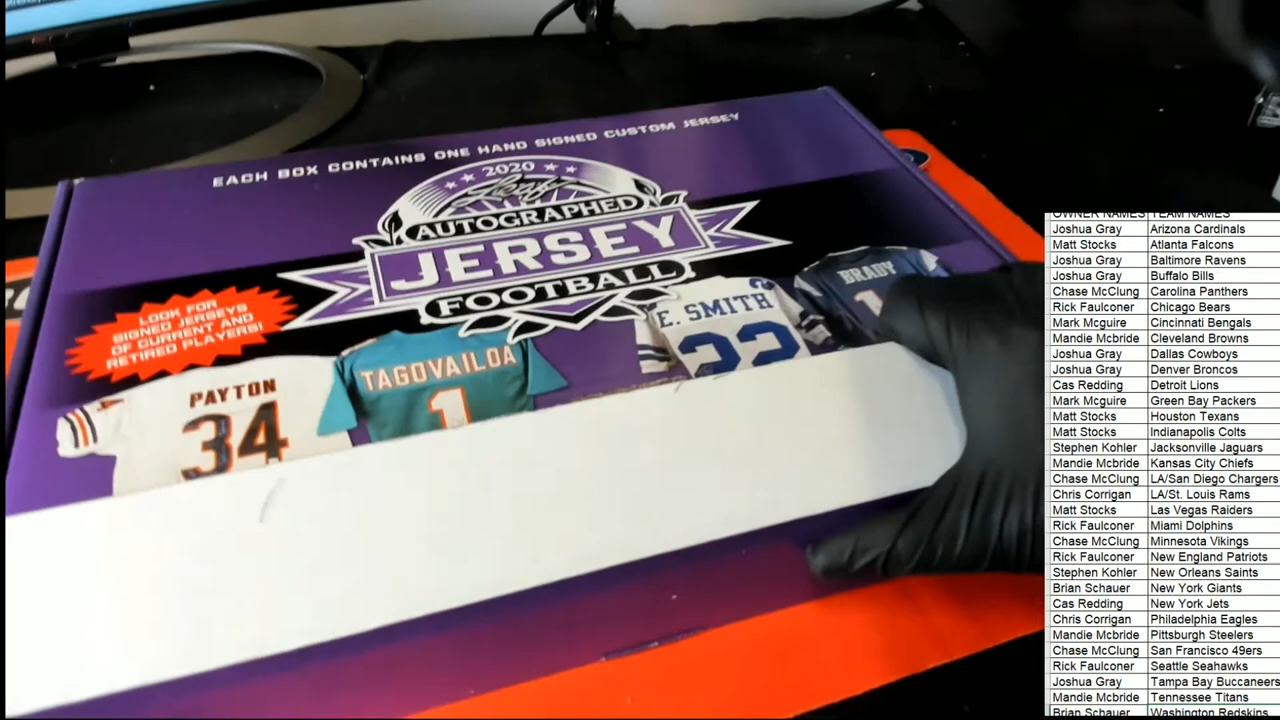 EACH BOX CONTAINS ONE HAND SIGNED CUSTOM JERSEY
2020
Leaf
AUTOGRAPHED
JERSEY
FOOTBALL
LOOK FOR
SIGNED JERSEYS
OF CURRENT AND
RETIRED PLAYERS!
PAYTON
34
TAGOVAILOA
1
E. SMITH
22
BRADY
OWNER NAMES TEAM NAMES
Joshua Gray Arizona Cardinals
Matt Stocks Atlanta Falcons
Joshua Gray Baltimore Ravens
Joshua Gray Buffalo Bills
Chase McClung Carolina Panthers
Rick Faulconer Chicago Bears
Mark Mcguire Cincinnati Bengals
Mandie Mcbride Cleveland Browns
Joshua Gray Dallas Cowboys
Joshua Gray Denver Broncos
Cas Redding Detroit Lions
Mark Mcguire Green Bay Packers
Matt Stocks Houston Texans
Matt Stocks Indianapolis Colts
Stephen Kohler Jacksonville Jaguars
Mandie Mcbride Kansas City Chiefs
Chase McClung LA/San Diego Chargers
Chris Corrigan LA/St. Louis Rams
Matt Stocks Las Vegas Raiders
Rick Faulconer Miami Dolphins
Chase McClung Minnesota Vikings
Rick Faulconer New England Patriots
Stephen Kohler New Orleans Saints
Brian Schauer New York Giants
Cas Redding New York Jets
Chris Corrigan Philadelphia Eagles
Mandie Mcbride Pittsburgh Steelers
Chase McClung San Francisco 49ers
Rick Faulconer Seattle Seahawks
Joshua Gray Tampa Bay Buccaneers
Mandie Mcbride Tennessee Titans
Brian Schauer Washington Redskins